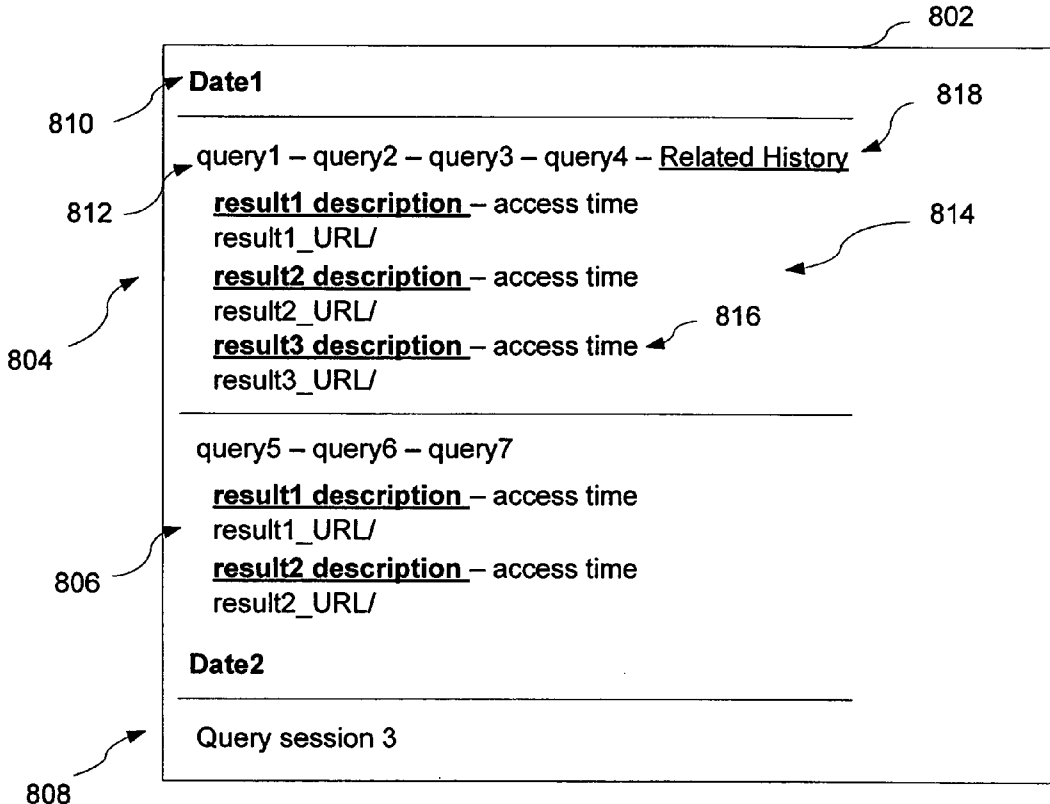 802
Date1
810
818
query1 – query2 – query3 – query4 – Related History
812
result1 description – access time
814
result1_URL/
result2 description – access time
result2_URL/
816
result3 description – access time
804
result3_URL/
query5 – query6 – query7
result1 description – access time
result1_URL/
806
result2 description – access time
result2_URL/
Date2
Query session 3
808